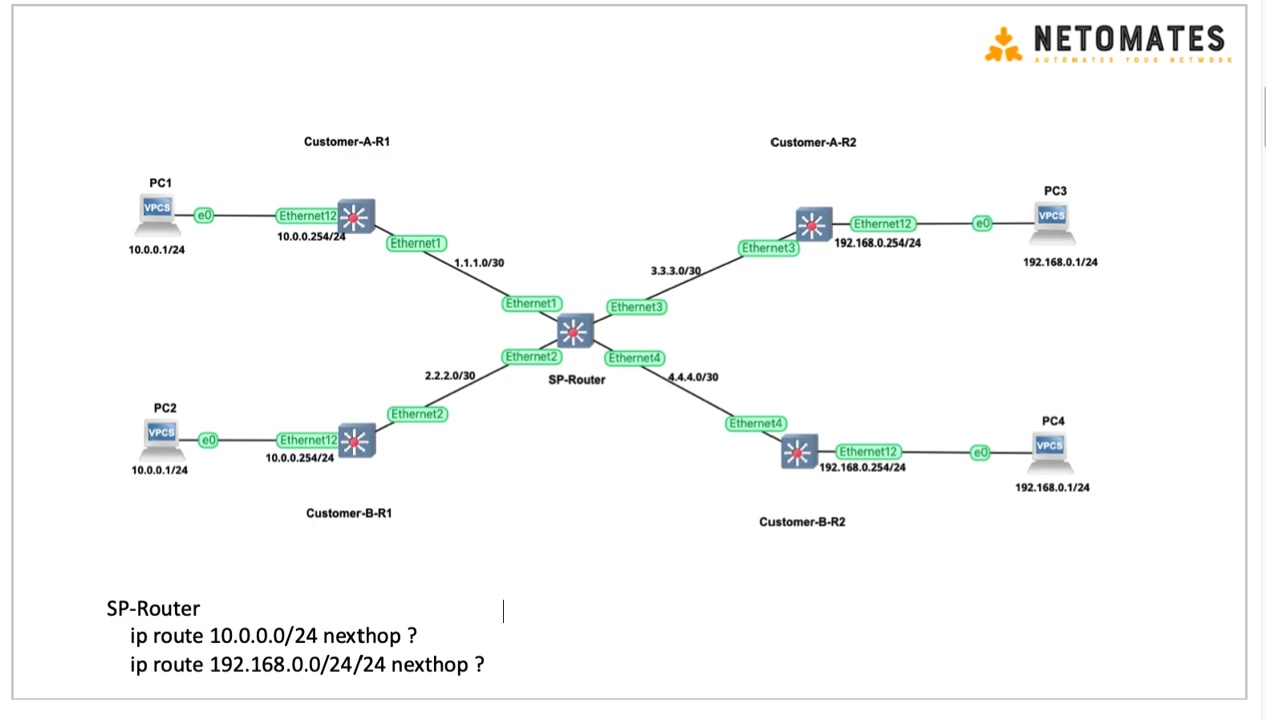 NETOMATES
AUTOMATES YOUR NETWORK
Customer-A-R1
Customer-A-R2
PC1
PC3
VPCS
e0
Ethernet12
Ethernet12
e0
VPCS
10.0.0.1/24
10.0.0.254/24
Ethernet1
Ethernet3
192.168.0.254/24
192.168.0.1/24
1.1.1.0/30
3.3.3.0/30
Ethernet1
Ethernet3
Ethernet2
Ethernet4
SP-Router
2.2.2.0/30
4.4.4.0/30
PC2
PC4
Ethernet2
Ethernet4
VPCS
e0
Ethernet12
Ethernet12
e0
VPCS
10.0.0.1/24
10.0.0.254/24
192.168.0.254/24
192.168.0.1/24
Customer-B-R1
Customer-B-R2
SP-Router
ip route 10.0.0.0/24 nexthop ?
ip route 192.168.0.0/24/24 nexthop ?